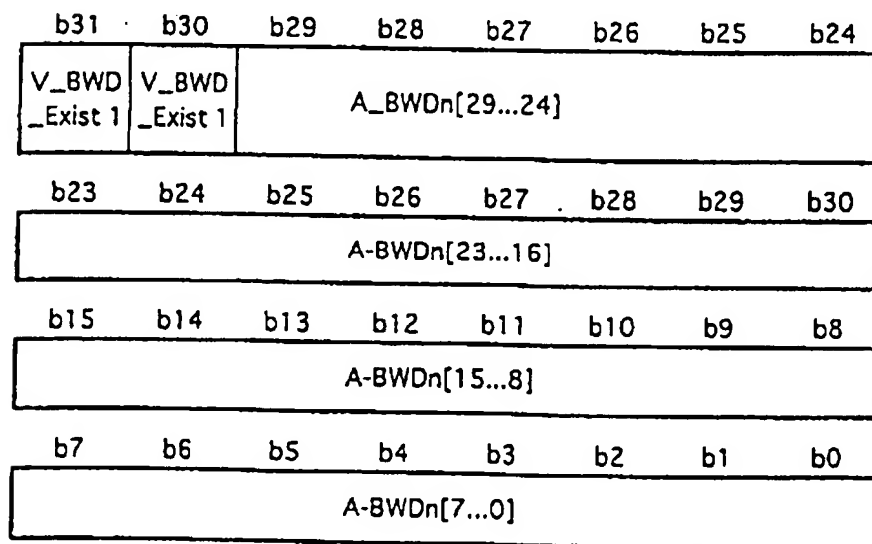 b31 b30 b29 b28 b27 b26 b25 b24
V_BWD V_BWD
_Exist 1 _Exist 1
A_BWDn[29...24]
b23 b24 b25 b26 b27 b28 b29 b30
A-BWDn[23...16]
b15 b14 b13 b12 b11 b10 b9 b8
A-BWDn[15...8]
b7 b6 b5 b4 b3 b2 b1 b0
A-BWDn[7...0]